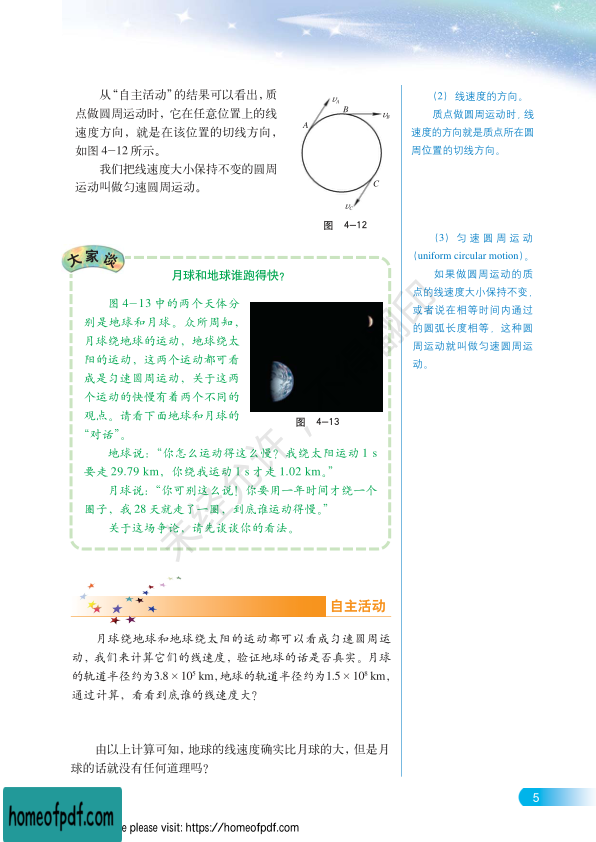 从“自主活动”的结果可以看出，质
点做圆周运动时，它在任意位置上的线
速度方向，就是在该位置的切线方向，
如图4-12所示。
我们把线速度大小保持不变的圆周
运动叫做匀速圆周运动。
υA
B
υB
A
C
υC
图 4-12
（2） 线速度的方向。
质点做圆周运动时，线
速度的方向就是质点所在圆
周位置的切线方向。
（3） 匀速圆周运动
（uniform circular motion）。
如果做圆周运动的质
点的线速度大小保持不变，
或者说在相等时间内通过
的圆弧长度相等，这种圆
周运动就叫做匀速圆周运
动。
大家谈
月球和地球谁跑得快？
图4-13中的两个天体分
别是地球和月球。众所周知，
月球绕地球的运动，地球绕太
阳的运动，这两个运动都可看
成是匀速圆周运动，关于这两
个运动的快慢有着两个不同的
观点。请看下面地球和月球的
“对话”。
图 4-13
地球说：“你怎么运动得这么慢？我绕太阳运动1 s
要走29.79 km，你绕我运动1 s才走1.02 km。”
月球说：“你可别这么说！你要用一年时间才绕一个
圈子，我28天就走了一圈，到底谁运动得慢。”
关于这场争论，请先谈谈你的看法。
未经允许
翻印
自主活动
月球绕地球和地球绕太阳的运动都可以看成匀速圆周运
动，我们来计算它们的线速度，验证地球的话是否真实。月球
的轨道半径约为3.8 × 10⁵ km，地球的轨道半径约为1.5 × 10⁸ km，
通过计算，看看到底谁的线速度大？
由以上计算可知，地球的线速度确实比月球的大，但是月
球的话就没有任何道理吗？
5
homeofpdf.com
please visit: https://homeofpdf.com